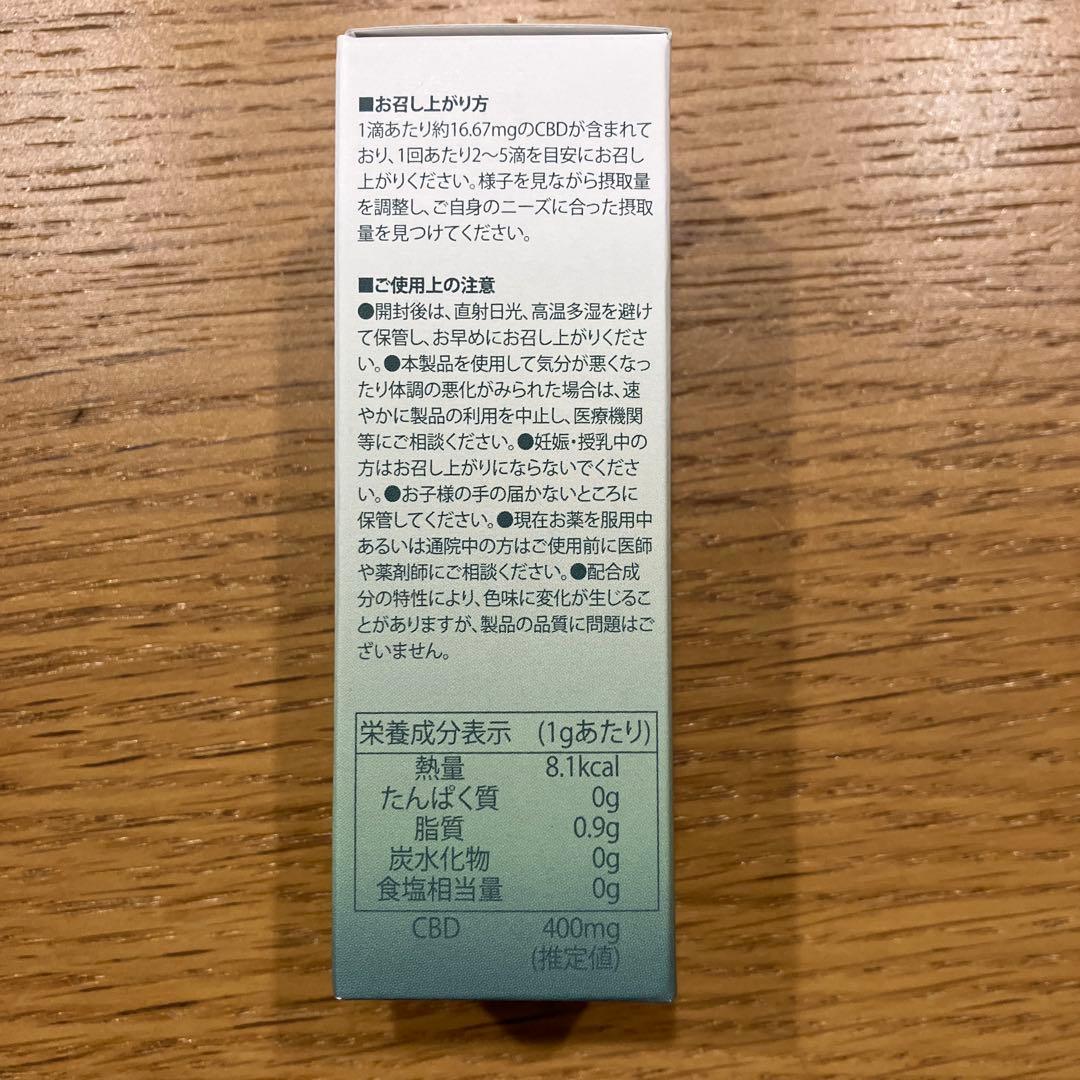 ■お召し上がり方
1滴あたり約16.67mgのCBDが含まれて
おり、1回あたり2〜5滴を目安にお召し
上がりください。様子を見ながら摂取量
を調整し、ご自身のニーズに合った摂取
量を見つけてください。
■ご使用上の注意
●開封後は、直射日光、高温多湿を避け
て保管し、お早めにお召し上がりくださ
い。●本製品を使用して気分が悪くなっ
たり体調の悪化がみられた場合は、速
やかに製品の利用を中止し、医療機関
等にご相談ください。●妊娠・授乳中の
方はお召し上がりにならないでくださ
い。●お子様の手の届かないところに
保管してください。●現在お薬を服用中
あるいは通院中の方はご使用前に医師
や薬剤師にご相談ください。●配合成
分の特性により、色味に変化が生じるこ
とがありますが、製品の品質に問題はご
ざいません。
栄養成分表示 (1gあたり)
熱量 8.1kcal
たんぱく質 0g
脂質 0.9g
炭水化物 0g
食塩相当量 0g
CBD 400mg
(推定値)